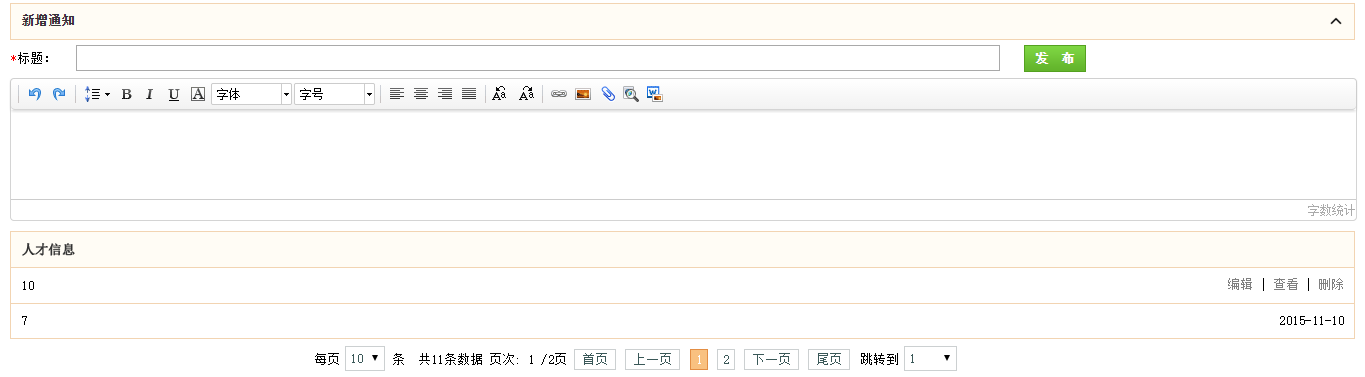 新增通知
*标题： 发 布
B I U A 字体 字号
字数统计
人才信息
10 编辑 | 查看 | 删除
7 2015-11-10
每页 10 条 共11条数据 页次: 1 /2页 首页 上一页 1 2 下一页 尾页 跳转到 1